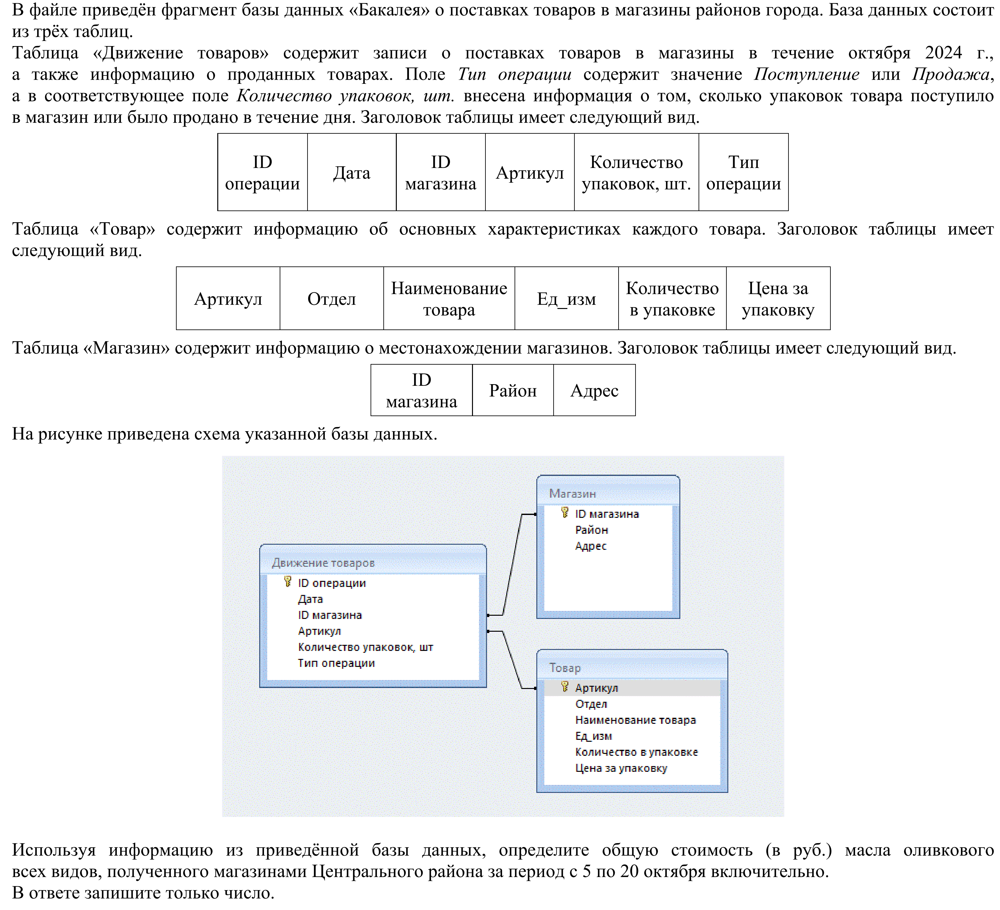 В файле приведён фрагмент базы данных «Бакалея» о поставках товаров в магазины районов города. База данных состоит
из трёх таблиц.
Таблица «Движение товаров» содержит записи о поставках товаров в магазины в течение октября 2024 г.,
а также информацию о проданных товарах. Поле Тип операции содержит значение Поступление или Продажа,
а в соответствующее поле Количество упаковок, шт. внесена информация о том, сколько упаковок товара поступило
в магазин или было продано в течение дня. Заголовок таблицы имеет следующий вид.
ID операции
Дата
ID магазина
Артикул
Количество упаковок, шт.
Тип операции
Таблица «Товар» содержит информацию об основных характеристиках каждого товара. Заголовок таблицы имеет
следующий вид.
Артикул
Отдел
Наименование товара
Ед_изм
Количество в упаковке
Цена за упаковку
Таблица «Магазин» содержит информацию о местонахождении магазинов. Заголовок таблицы имеет следующий вид.
ID магазина
Район
Адрес
На рисунке приведена схема указанной базы данных.
Магазин
ID магазина
Район
Адрес
Движение товаров
ID операции
Дата
ID магазина
Артикул
Количество упаковок, шт
Тип операции
Товар
Артикул
Отдел
Наименование товара
Ед_изм
Количество в упаковке
Цена за упаковку
Используя информацию из приведённой базы данных, определите общую стоимость (в руб.) масла оливкового
всех видов, полученного магазинами Центрального района за период с 5 по 20 октября включительно.
В ответе запишите только число.